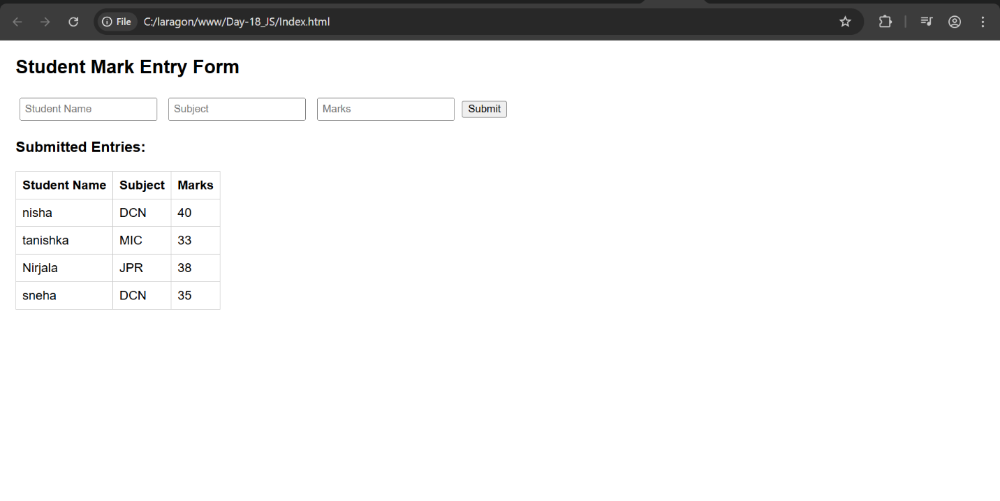 File C:/laragon/www/Day-18_JS/Index.html
Student Mark Entry Form
Student Name Subject Marks Submit
Submitted Entries:
Student Name Subject Marks
nisha DCN 40
tanishka MIC 33
Nirjala JPR 38
sneha DCN 35